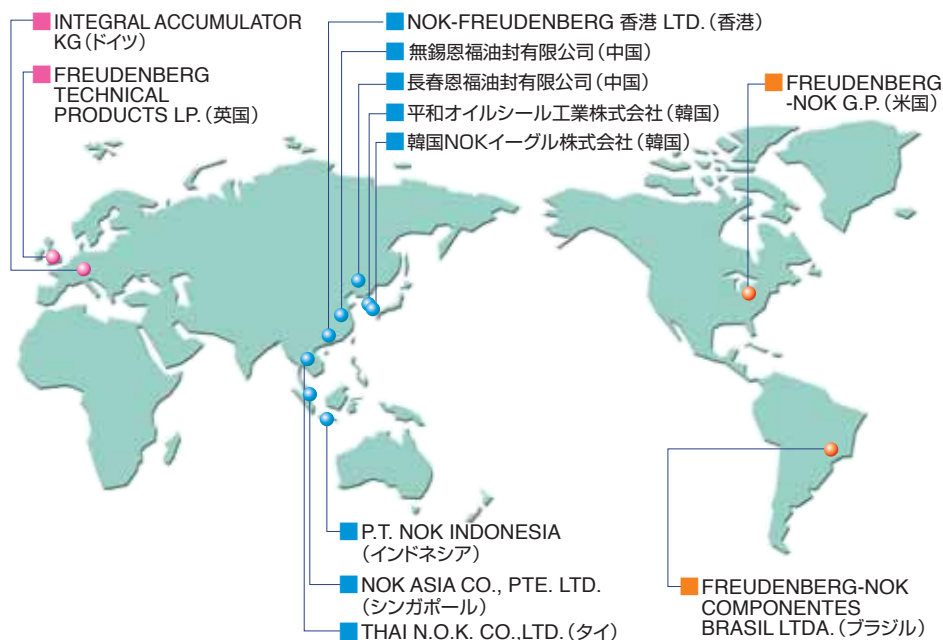 INTEGRAL ACCUMULATOR
KG(ドイツ)
FREUDENBERG
TECHNICAL
PRODUCTS LP.(英国)
NOK-FREUDENBERG 香港 LTD.(香港)
無錫恩福油封有限公司(中国)
長春恩福油封有限公司(中国)
平和オイルシール工業株式会社(韓国)
韓国NOKイーグル株式会社(韓国)
FREUDENBERG
-NOK G.P.(米国)
P.T. NOK INDONESIA
(インドネシア)
NOK ASIA CO., PTE. LTD.
(シンガポール)
THAI N.O.K. CO.,LTD.(タイ)
FREUDENBERG-NOK
COMPONENTES
BRASIL LTDA.(ブラジル)